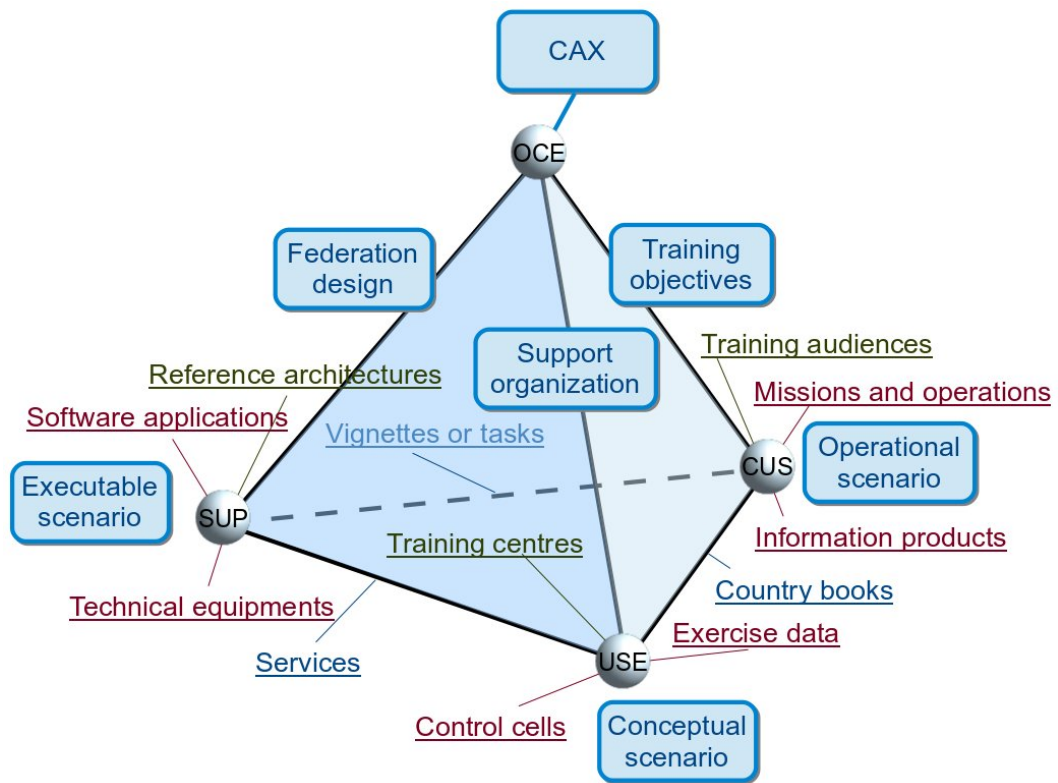 CAX
OCE
Federation
design
Training
objectives
Support
organization
Training audiences
Reference architectures
Missions and operations
Software applications
Vignettes or tasks
CUS
Operational
scenario
Executable
scenario
SUP
Training centres
Information products
Technical equipments
Country books
Services
Exercise data
USE
Control cells
Conceptual
scenario